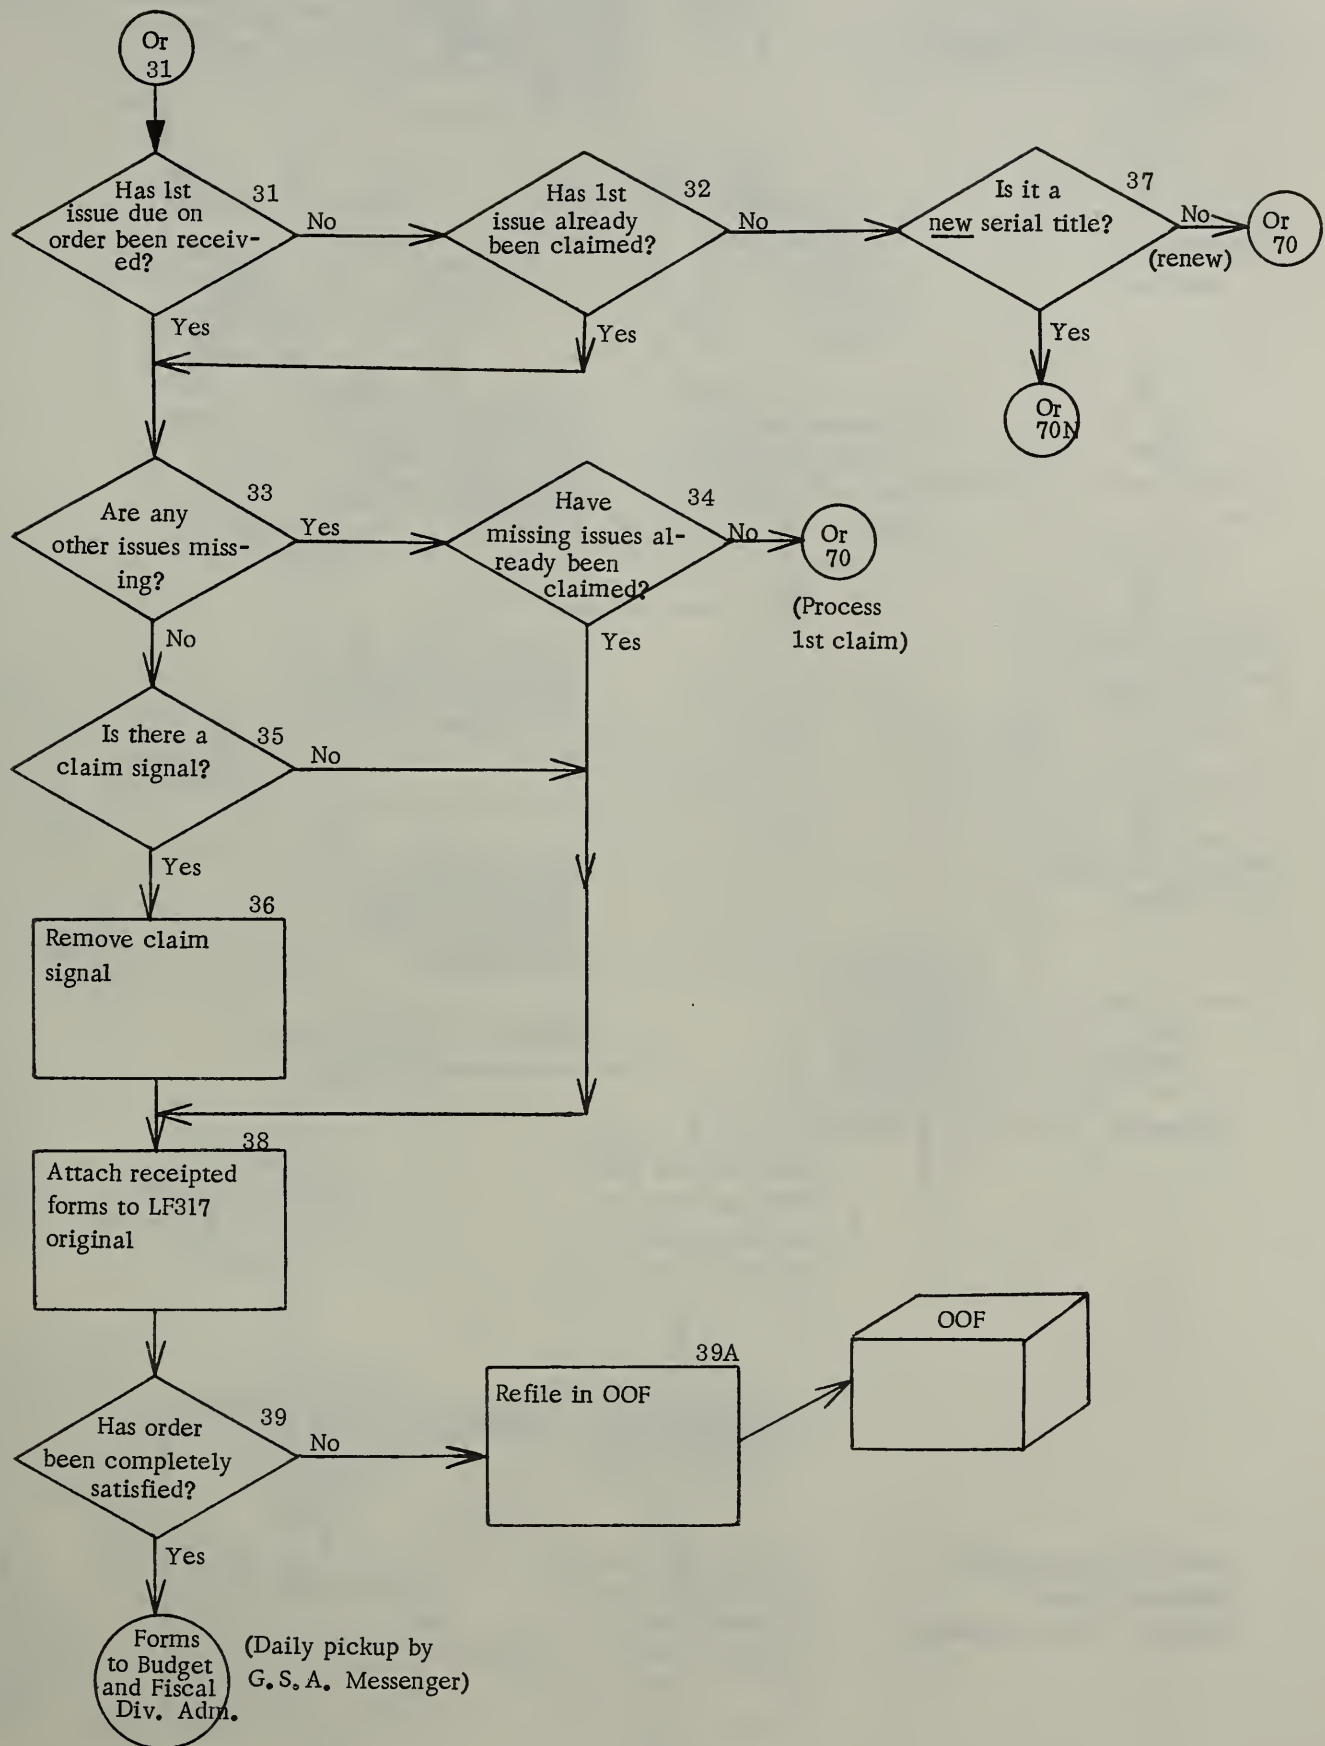 Or
31
Has 1st
issue due on
order been receiv-
ed?
31
No
Yes
Has 1st
issue already
been claimed?
32
No
Yes
Is it a
new serial title?
37
No
(renew)
Or
70
Yes
Or
70N
Are any
other issues miss-
ing?
33
Yes
No
Have
missing issues al-
ready been
claimed?
34
No
Or
70
(Process
1st claim)
Yes
Is there a
claim signal?
35
No
Yes
36
Remove claim
signal
38
Attach receipted
forms to LF317
original
Has order
been completely
satisfied?
39
No
39A
Refile in OOF
OOF
Yes
Forms
to Budget
and Fiscal
Div. Adm.
(Daily pickup by
G.S.A. Messenger)